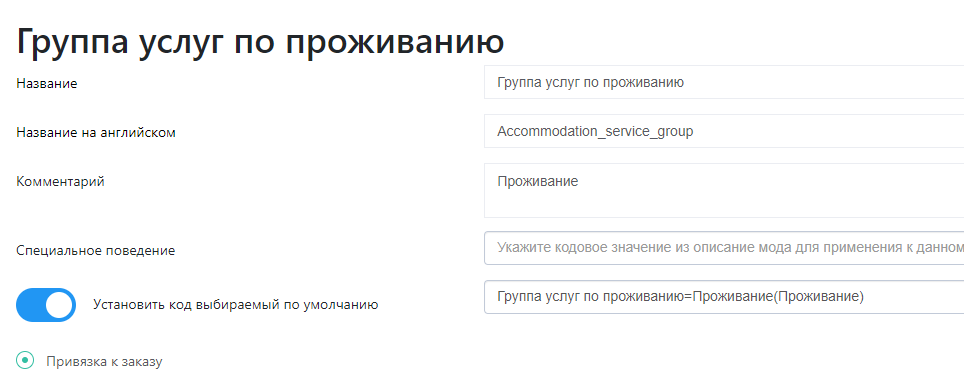 Группа услуг по проживанию
Название
Группа услуг по проживанию
Название на английском
Accommodation_service_group
Комментарий
Проживание
Специальное поведение
Укажите кодовое значение из описание мода для применения к данном
Установить код выбираемый по умолчанию
Группа услуг по проживанию=Проживание(Проживание)
Привязка к заказу